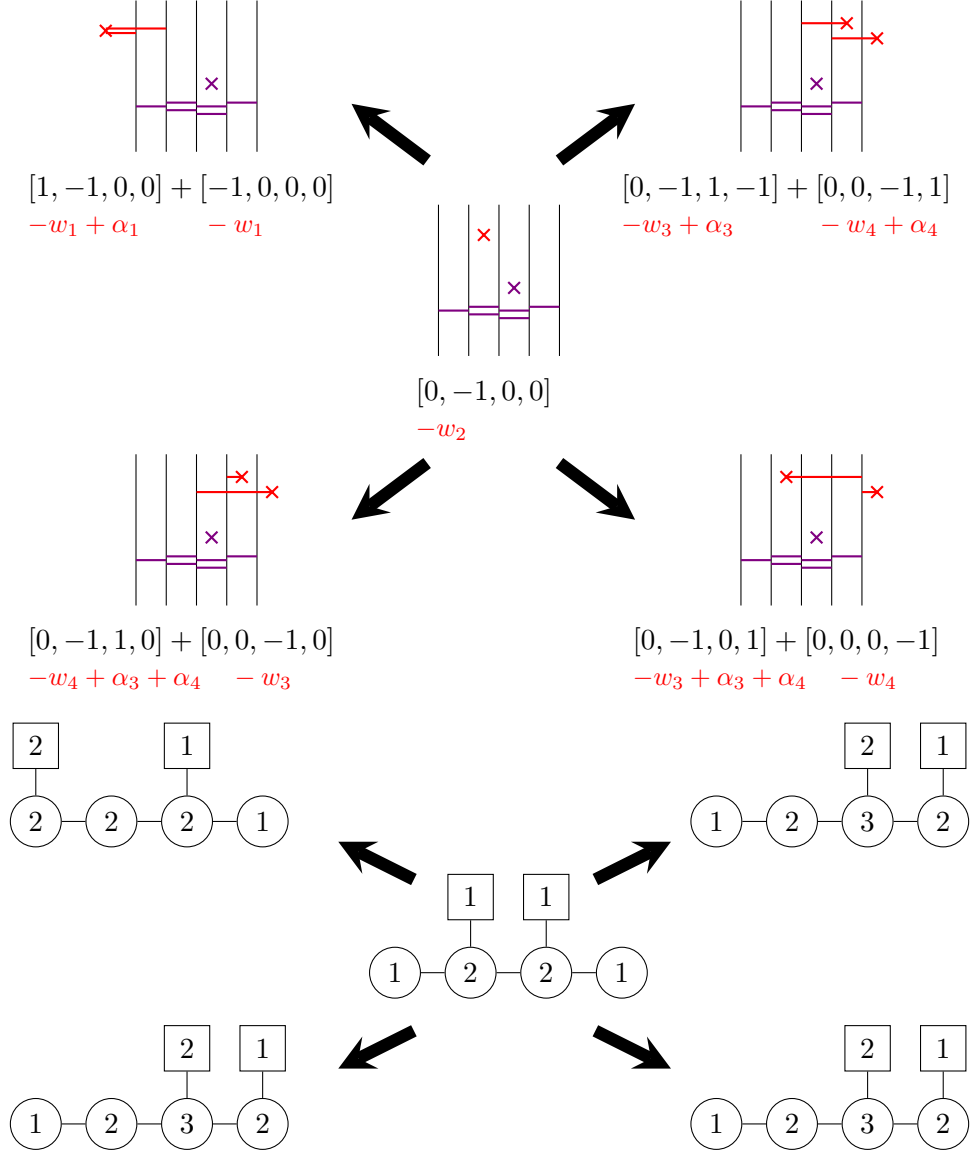 [1, −1, 0, 0] + [−1, 0, 0, 0]
−w₁ + α₁ − w₁
[0, −1, 1, −1] + [0, 0, −1, 1]
−w₃ + α₃ − w₄ + α₄
[0, −1, 0, 0]
−w₂
[0, −1, 1, 0] + [0, 0, −1, 0]
−w₄ + α₃ + α₄ − w₃
[0, −1, 0, 1] + [0, 0, 0, −1]
−w₃ + α₃ + α₄ − w₄
2 1
2 2 2 1
2 1
1 2 3 2
1 1
1 2 2 1
2 1
1 2 3 2
2 1
1 2 3 2